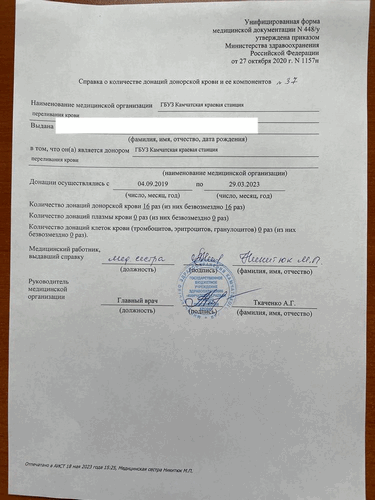 Унифицированная форма
медицинской документации N 448/у
утверждена приказом
Министерства здравоохранения
Российской Федерации
от 27 октября 2020 г. N 1157н
Справка о количестве донаций донорской крови и ее компонентов № 37
Наименование медицинской организации ГБУЗ Камчатская краевая станция
переливания крови
Выдана
(фамилия, имя, отчество, дата рождения)
в том, что он(а) является донором ГБУЗ Камчатская краевая станция
переливания крови
(наименование медицинской организации)
Донации осуществлялись с 04.09.2019 по 29.03.2023
(число, месяц, год) (число, месяц, год)
Количество донаций донорской крови 16 раз (из них безвозмездно 16 раз)
Количество донаций плазмы крови 0 раз (из них безвозмездно 0 раз)
Количество донаций клеток крови (тромбоцитов, эритроцитов, гранулоцитов) 0 раз (из них
безвозмездно 0 раз).
Медицинский работник,
выдавший справку мед сестра Никитюк М.П.
(должность) (подпись) (фамилия, имя, отчество)
Руководитель
медицинской
организации Главный врач Ткаченко А.Г.
(должность) (подпись) (фамилия, имя, отчество)
ГОСУДАРСТВЕННОЕ
БЮДЖЕТНОЕ
УЧРЕЖДЕНИЕ
ЗДРАВООХРАНЕНИЯ
Отпечатано в АИСТ 18 мая 2023 года 15:25, Медицинская сестра Никитюк М.П.